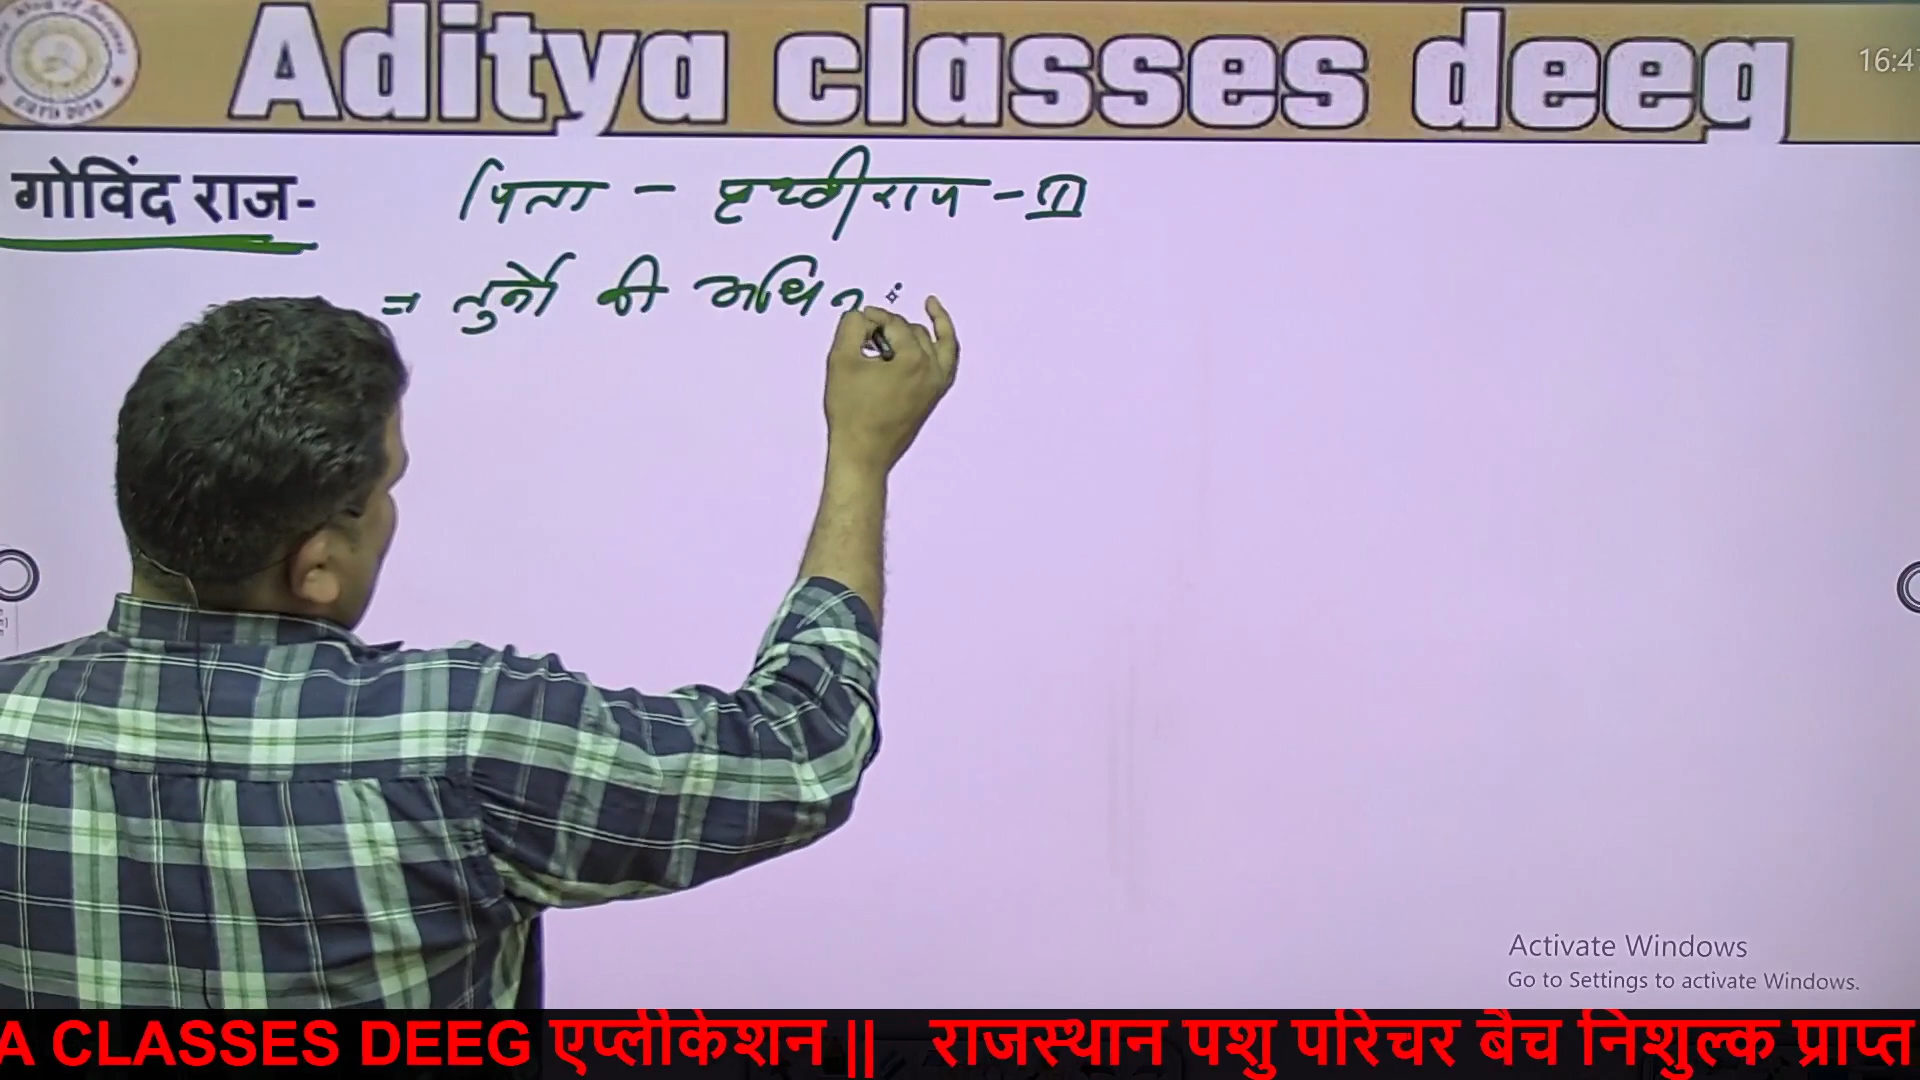 Aditya classes deeg
16:4
गोविंद राज-
पिता - पृथ्वीराज - III
= तुर्को की अधि
Activate Windows
Go to Settings to activate Windows.
A CLASSES DEEG एप्लीकेशन || राजस्थान पशु परिचर बैच निशुल्क प्राप्त